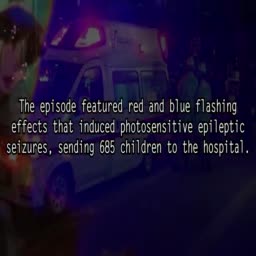 The episode featured red and blue flashing
effects that induced photosensitive epileptic
seizures, sending 685 children to the hospital.